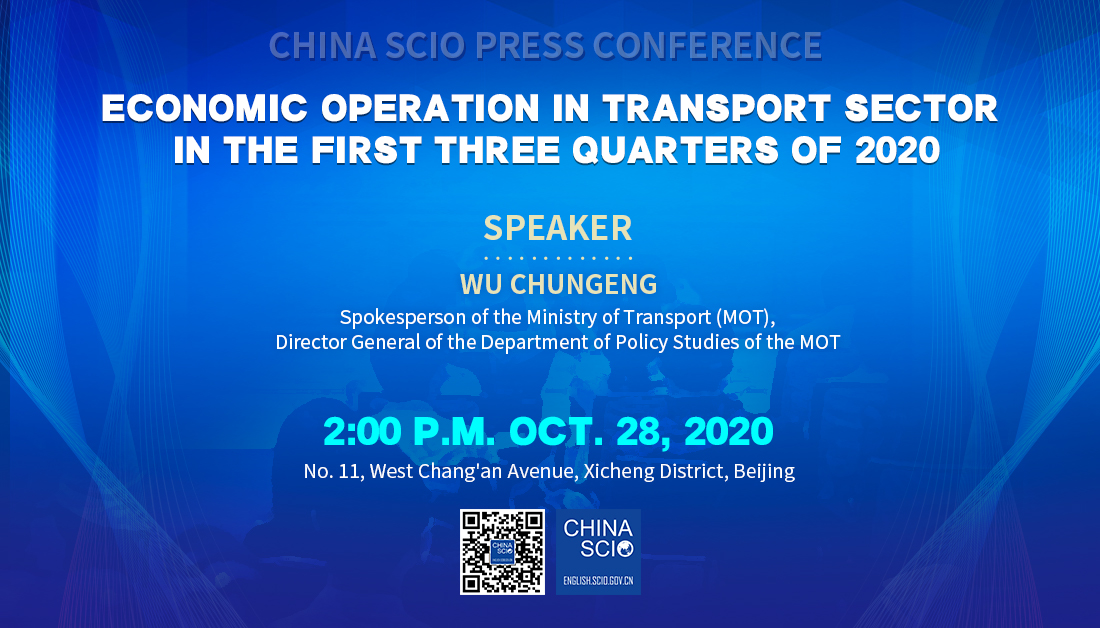 CHINA SCIO PRESS CONFERENCE
ECONOMIC OPERATION IN TRANSPORT SECTOR
IN THE FIRST THREE QUARTERS OF 2020
SPEAKER
WU CHUNGENG
Spokesperson of the Ministry of Transport (MOT),
Director General of the Department of Policy Studies of the MOT
2:00 P.M. OCT. 28, 2020
No. 11, West Chang'an Avenue, Xicheng District, Beijing
CHINA
SCIO
CHINA
SCIO
ENGLISH.SCIO.GOV.CN